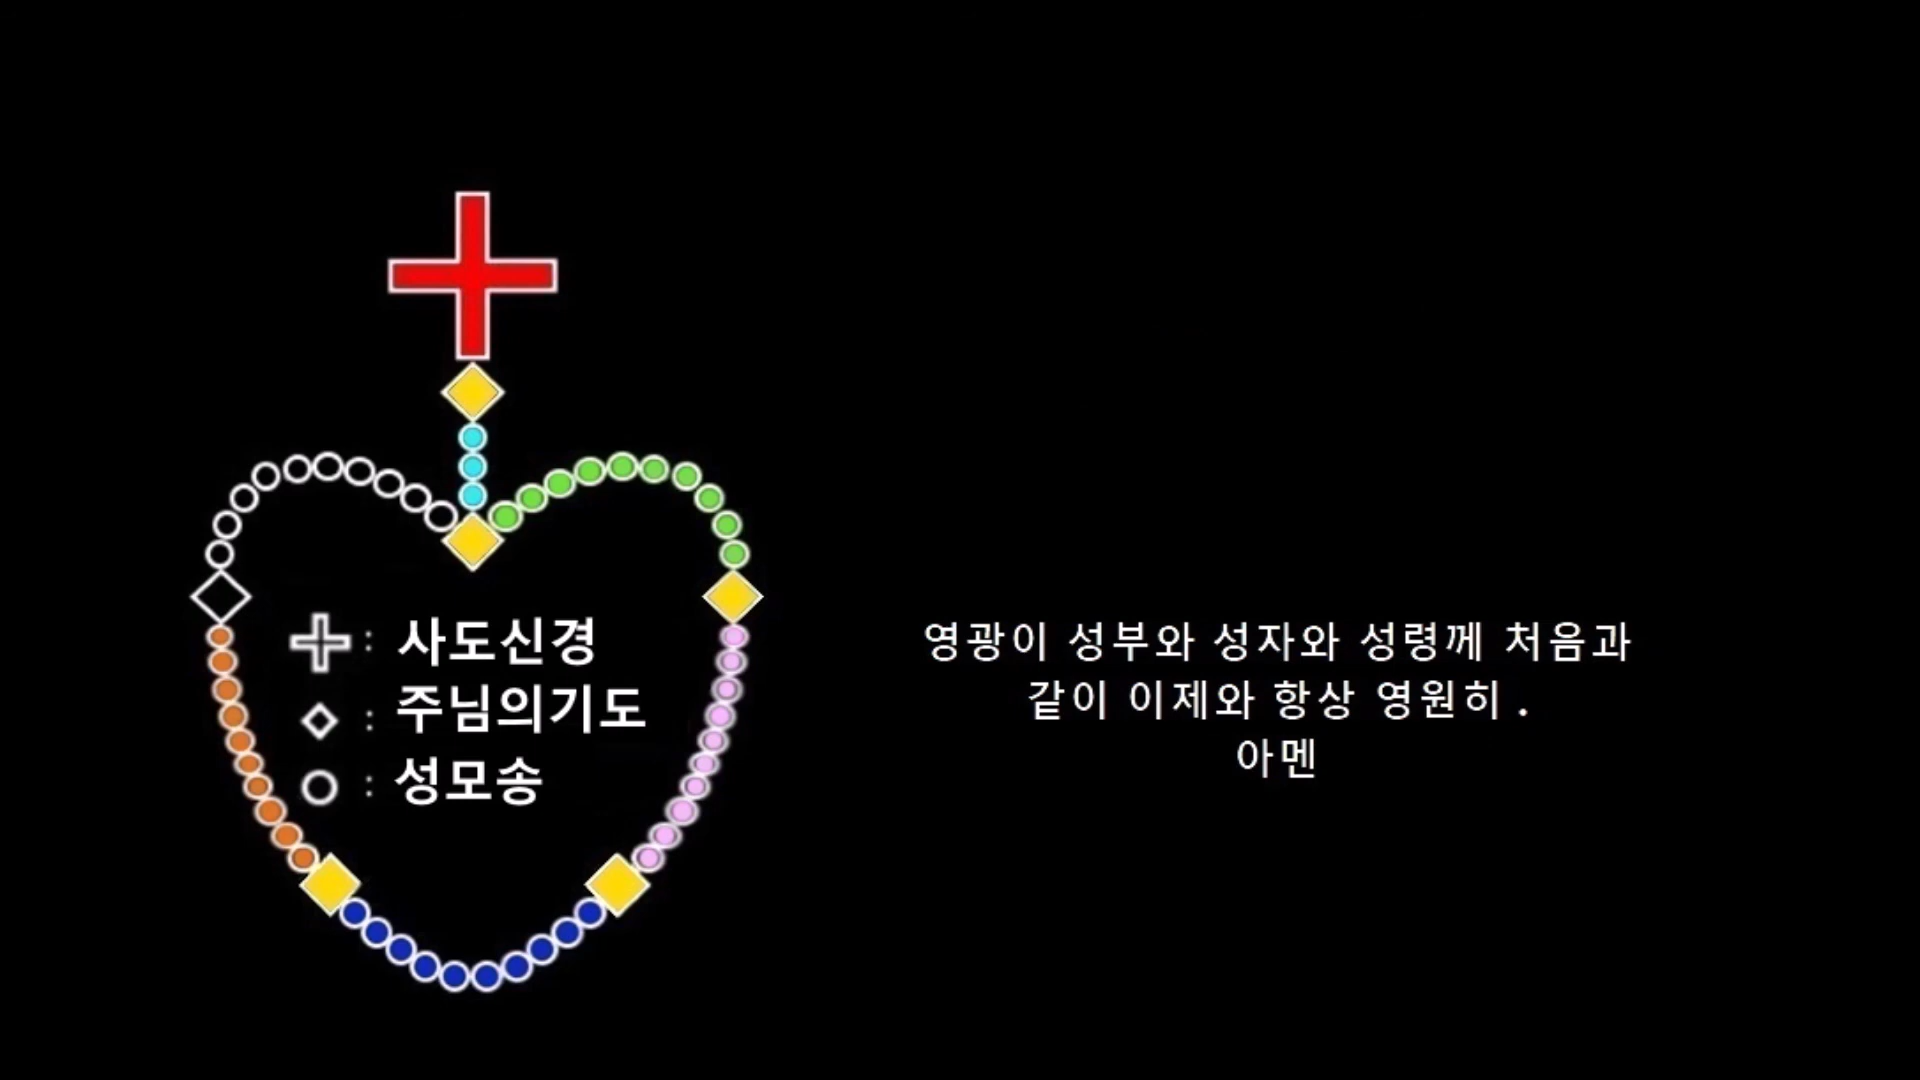 : 사도신경
: 주님의기도
: 성모송
영광이 성부와 성자와 성령께 처음과
같이 이제와 항상 영원히 .
아멘